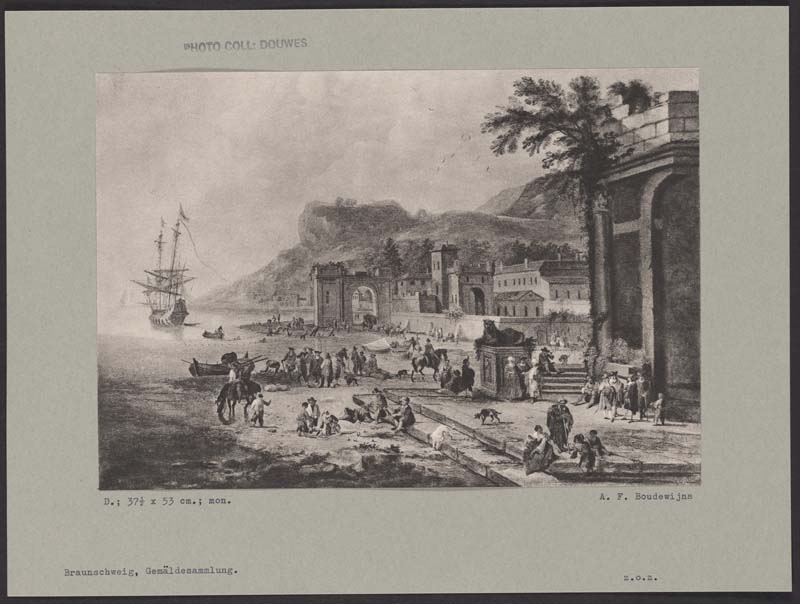 PHOTO COLL: DOUWES
D.; 37½ x 53 cm.; mon.
A. F. Boudewijns
Braunschweig, Gemäldesammlung.
z.o.z.